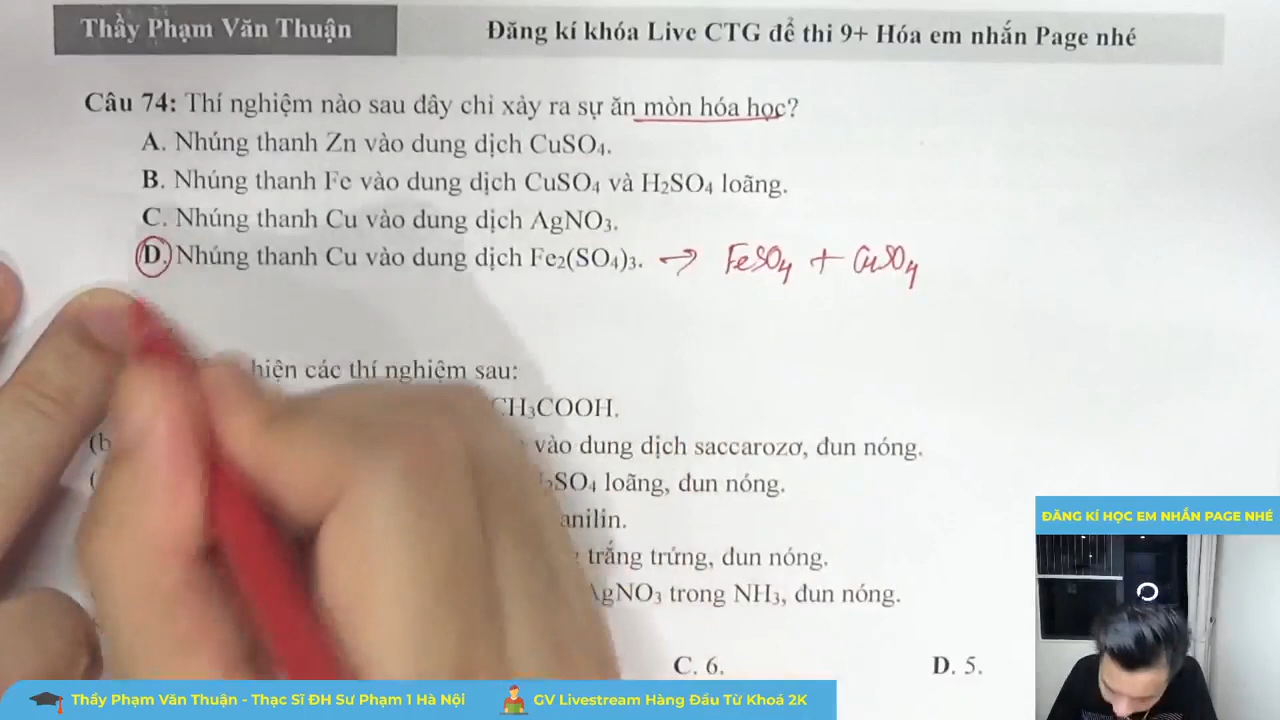 Thầy Phạm Văn Thuận
Đăng kí khóa Live CTG để thi 9+ Hóa em nhắn Page nhé
Câu 74: Thí nghiệm nào sau đây chỉ xảy ra sự ăn mòn hóa học?
A. Nhúng thanh Zn vào dung dịch CuSO₄.
B. Nhúng thanh Fe vào dung dịch CuSO₄ và H₂SO₄ loãng.
C. Nhúng thanh Cu vào dung dịch AgNO₃.
D. Nhúng thanh Cu vào dung dịch Fe₂(SO₄)₃. → FeSO₄ + CuSO₄
hiện các thí nghiệm sau:
CH₃COOH.
(b vào dung dịch saccarozơ, đun nóng.
SO₄ loãng, đun nóng.
anilin.
trắng trứng, đun nóng.
AgNO₃ trong NH₃, đun nóng.
C. 6. D. 5.
ĐĂNG KÍ HỌC EM NHẮN PAGE NHÉ
Thầy Phạm Văn Thuận - Thạc Sĩ ĐH Sư Phạm 1 Hà Nội
GV Livestream Hàng Đầu Từ Khoá 2K